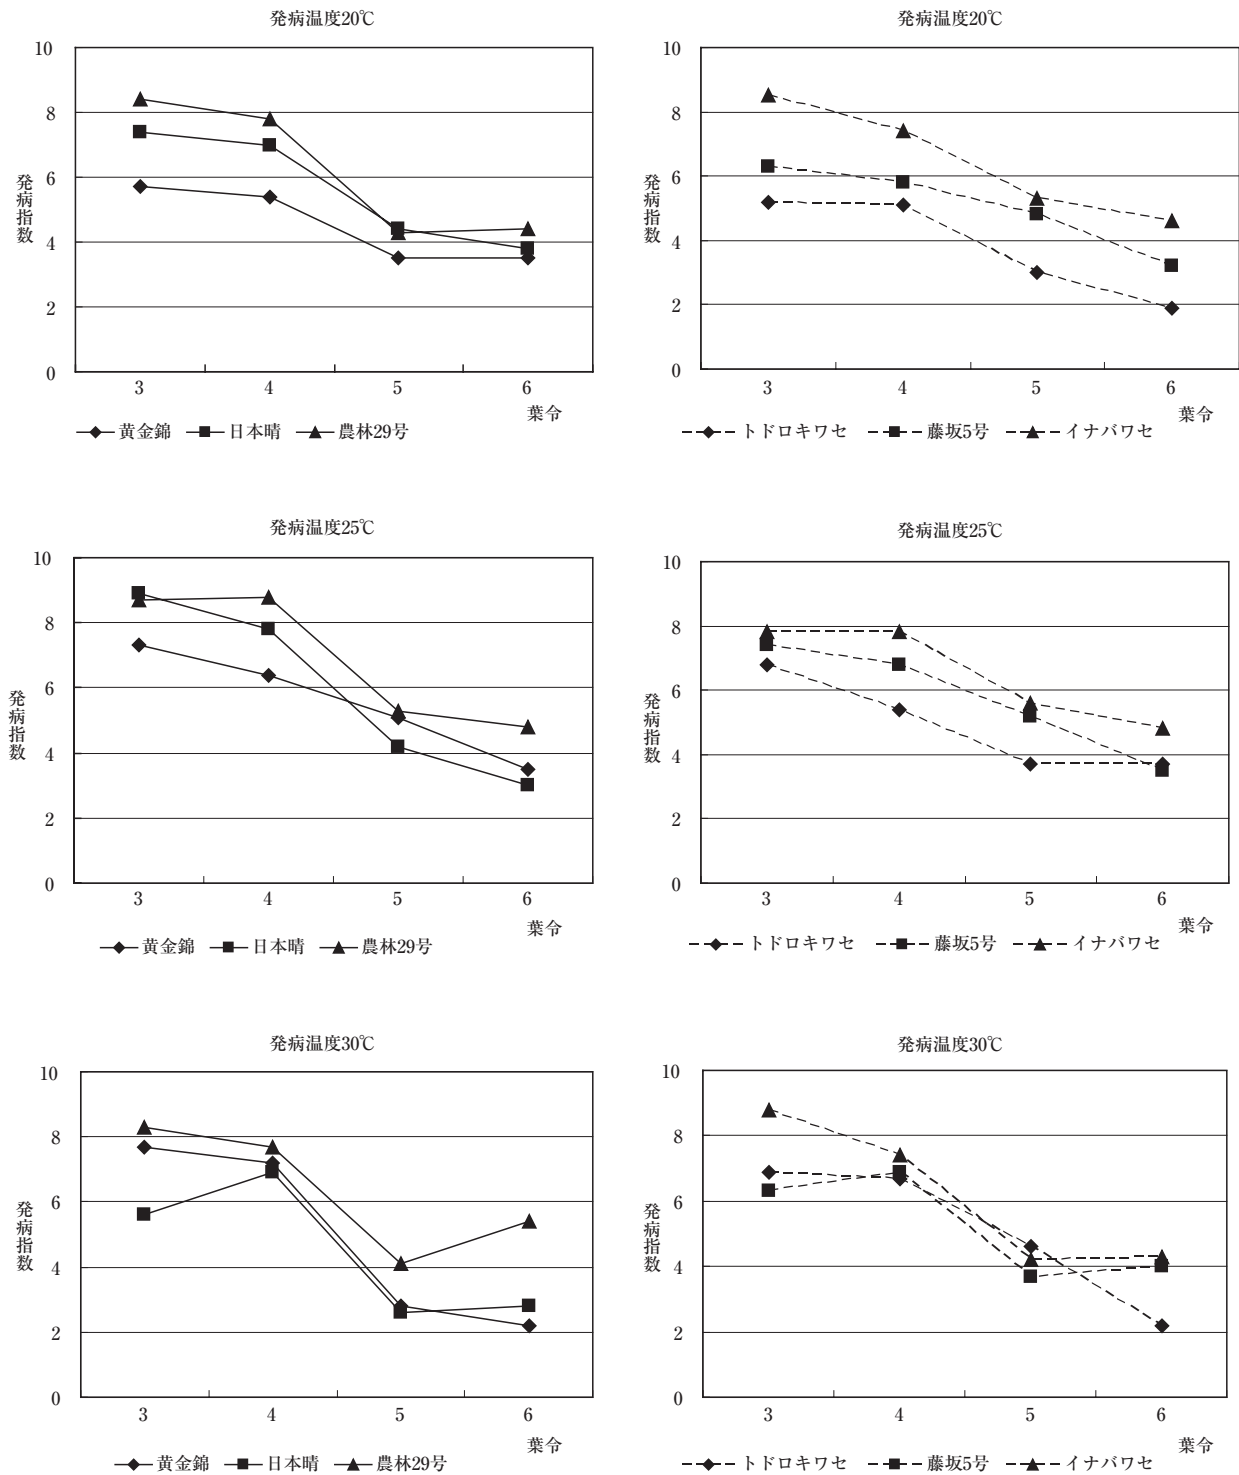 発病温度20℃
10
8
6
4
2
0
発病指数
3 4 5 6
葉令
黄金錦 日本晴 農林29号
発病温度20℃
10
8
6
4
2
0
発病指数
3 4 5 6
葉令
トドロキワセ 藤坂5号 イナバワセ
発病温度25℃
10
8
6
4
2
0
発病指数
3 4 5 6
葉令
黄金錦 日本晴 農林29号
発病温度25℃
10
8
6
4
2
0
発病指数
3 4 5 6
葉令
トドロキワセ 藤坂5号 イナバワセ
発病温度30℃
10
8
6
4
2
0
発病指数
3 4 5 6
葉令
黄金錦 日本晴 農林29号
発病温度30℃
10
8
6
4
2
0
発病指数
3 4 5 6
葉令
トドロキワセ 藤坂5号 イナバワセ